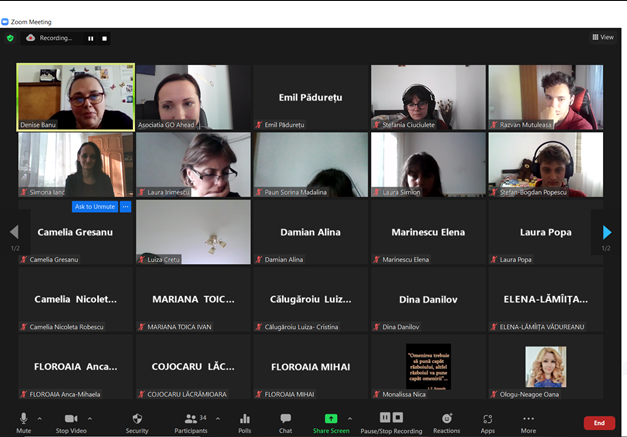 Zoom Meeting
Recording...
View
Denise Banu
Asociatia GO Ahead
Emil Pădurețu
Emil Pădurețu
Stefania Ciuciulete
Razvan Mutuleasa
Simona Ianc
Laura Irimescu
Paun Sorina Madalina
Laura Simion
Stefan-Bogdan Popescu
Ask to Unmute
...
Camelia Gresanu
Camelia Gresanu
Luiza Crețu
Damian Alina
Damian Alina
Marinescu Elena
Marinescu Elena
Laura Popa
Laura Popa
1/2
1/2
Camelia Nicolet...
Camelia Nicoleta Robescu
MARIANA TOIC...
MARIANA TOICA IVAN
Călugăroiu Luiz...
Călugăroiu Luiza- Cristina
Dina Danilov
Dina Danilov
ELENA-LĂMÎIȚA...
ELENA-LĂMÎIȚA VĂDUREANU
FLOROAIA Anca...
FLOROAIA Anca-Mihaela
COJOCARU LĂC...
COJOCARU LĂCRĂMIOARA
FLOROAIA MIHAI
FLOROAIA MIHAI
"Omenirea trebuie
să pună capăt
războiului, altfel
războiul va pune
capăt omenirii"...
Monalissa Nica
Ologu-Neagoe Oana
Mute
Stop Video
Security
Participants
34
Polls
Chat
Share Screen
Pause/Stop Recording
Reactions
Apps
More
End